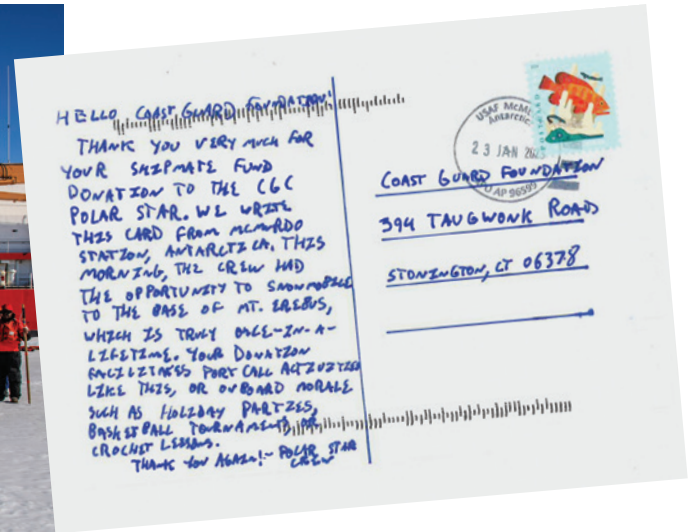 HELLO COAST GUARD FOUNDATION!
THANK YOU VERY MUCH FOR
YOUR SHIPMATE FUND
DONATION TO THE CGC
POLAR STAR. WE WRITE
THIS CARD FROM MCMURDO
STATION, ANTARCTICA. THIS
MORNING, THE CREW HAD
THE OPPORTUNITY TO SNOWMOBILE
TO THE BASE OF MT. EREBUS,
WHICH IS TRULY ONCE-IN-A-
LIFETIME. YOUR DONATION
FACILITATES PORT CALL ACTIVITIES
LIKE THIS, OR ONBOARD MORALE
SUCH AS HOLIDAY PARTIES,
BASKETBALL TOURNAMENTS, OR
CROCHET LESSONS.
THANK YOU AGAIN! - POLAR STAR
CREW
USAF MCM
Antarctic
23 JAN
AP 96599
COAST GUARD FOUNDATION
394 TAUGWONK ROAD
STONINGTON, CT 06378